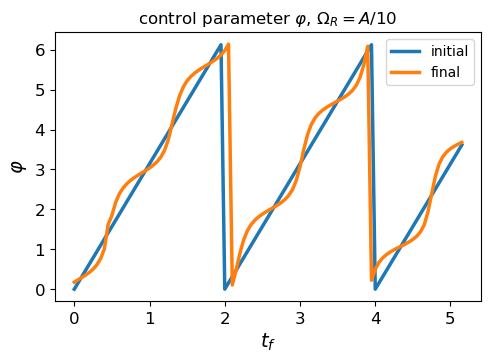 control parameter φ, Ω_R = A/10
initial
final
φ
6
5
4
3
2
1
0
0 1 2 3 4 5
t_f